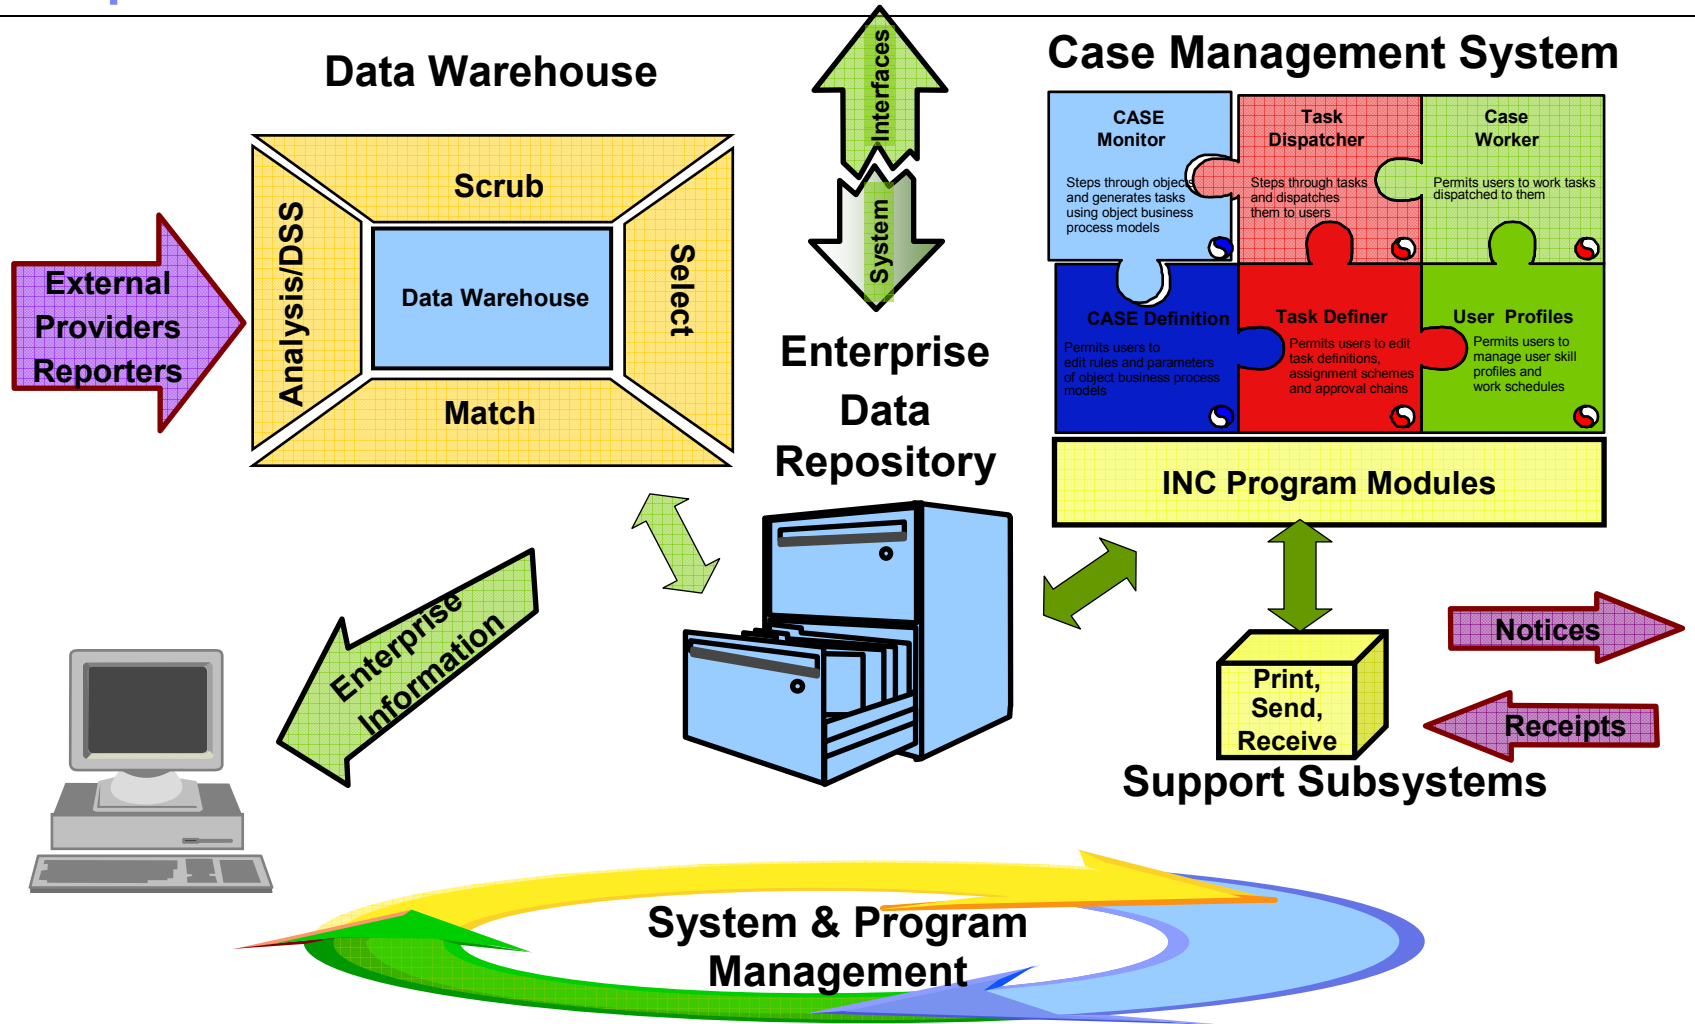 Data Warehouse
Scrub
Analysis/DSS
Data Warehouse
Select
Match
External
Providers
Reporters
Interfaces
System
Enterprise
Data
Repository
Case Management System
CASE
Monitor
Steps through objects
and generates tasks
using object business
process models
Task
Dispatcher
Steps through tasks
and dispatches
them to users
Case
Worker
Permits users to work tasks
dispatched to them
CASE Definition
Permits users to
edit rules and parameters
of object business process
models
Task Definer
Permits users to edit
task definitions,
assignment schemes
and approval chains
User Profiles
Permits users to
manage user skill
profiles and
work schedules
INC Program Modules
Enterprise
Information
Print,
Send,
Receive
Notices
Receipts
Support Subsystems
System & Program
Management